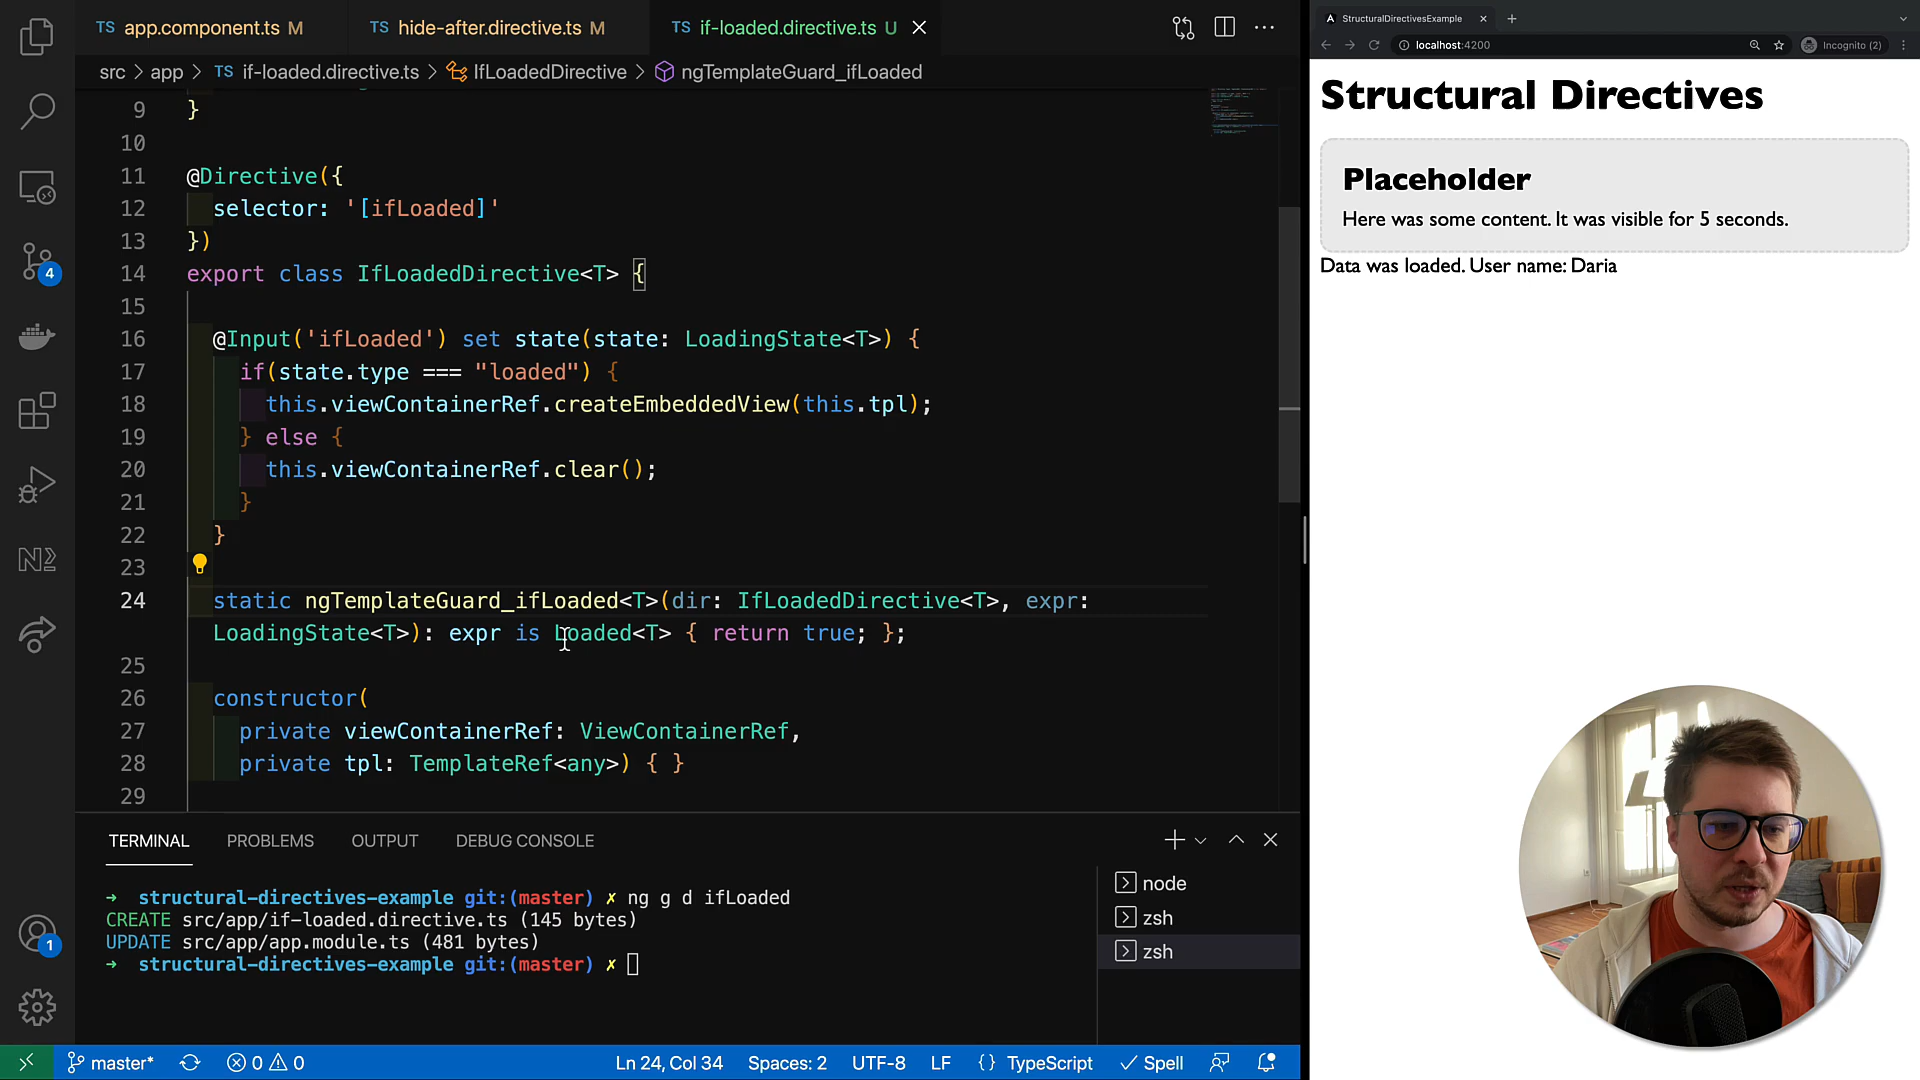 TS app.component.ts M
TS hide-after.directive.ts M
TS if-loaded.directive.ts U
src > app > TS if-loaded.directive.ts > IfLoadedDirective > ngTemplateGuard_ifLoaded
9 }
10
11 @Directive({
12 selector: '[ifLoaded]'
13 })
14 export class IfLoadedDirective<T> {
15
16 @Input('ifLoaded') set state(state: LoadingState<T>) {
17 if(state.type === "loaded") {
18 this.viewContainerRef.createEmbeddedView(this.tpl);
19 } else {
20 this.viewContainerRef.clear();
21 }
22 }
23
24 static ngTemplateGuard_ifLoaded<T>(dir: IfLoadedDirective<T>, expr:
LoadingState<T>): expr is Loaded<T> { return true; };
25
26 constructor(
27 private viewContainerRef: ViewContainerRef,
28 private tpl: TemplateRef<any>) { }
29
4
1
TERMINAL PROBLEMS OUTPUT DEBUG CONSOLE
➜ structural-directives-example git:(master) ✗ ng g d ifLoaded
CREATE src/app/if-loaded.directive.ts (145 bytes)
UPDATE src/app/app.module.ts (481 bytes)
➜ structural-directives-example git:(master) ✗
node
zsh
zsh
master* 0 0 Ln 24, Col 34 Spaces: 2 UTF-8 LF {} TypeScript Spell
StructuralDirectivesExample
localhost:4200 Incognito (2)
Structural Directives
Placeholder
Here was some content. It was visible for 5 seconds.
Data was loaded. User name: Daria